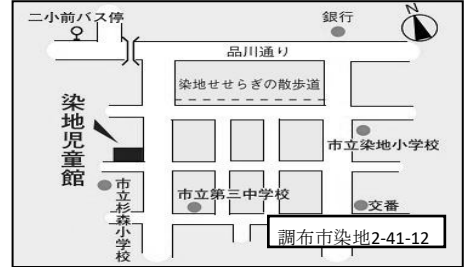 二小前バス停
銀行
品川通り
染地せせらぎの散歩道
染地児童館
市立染地小学校
市立杉森小学校
市立第三中学校
交番
調布市染地2-41-12